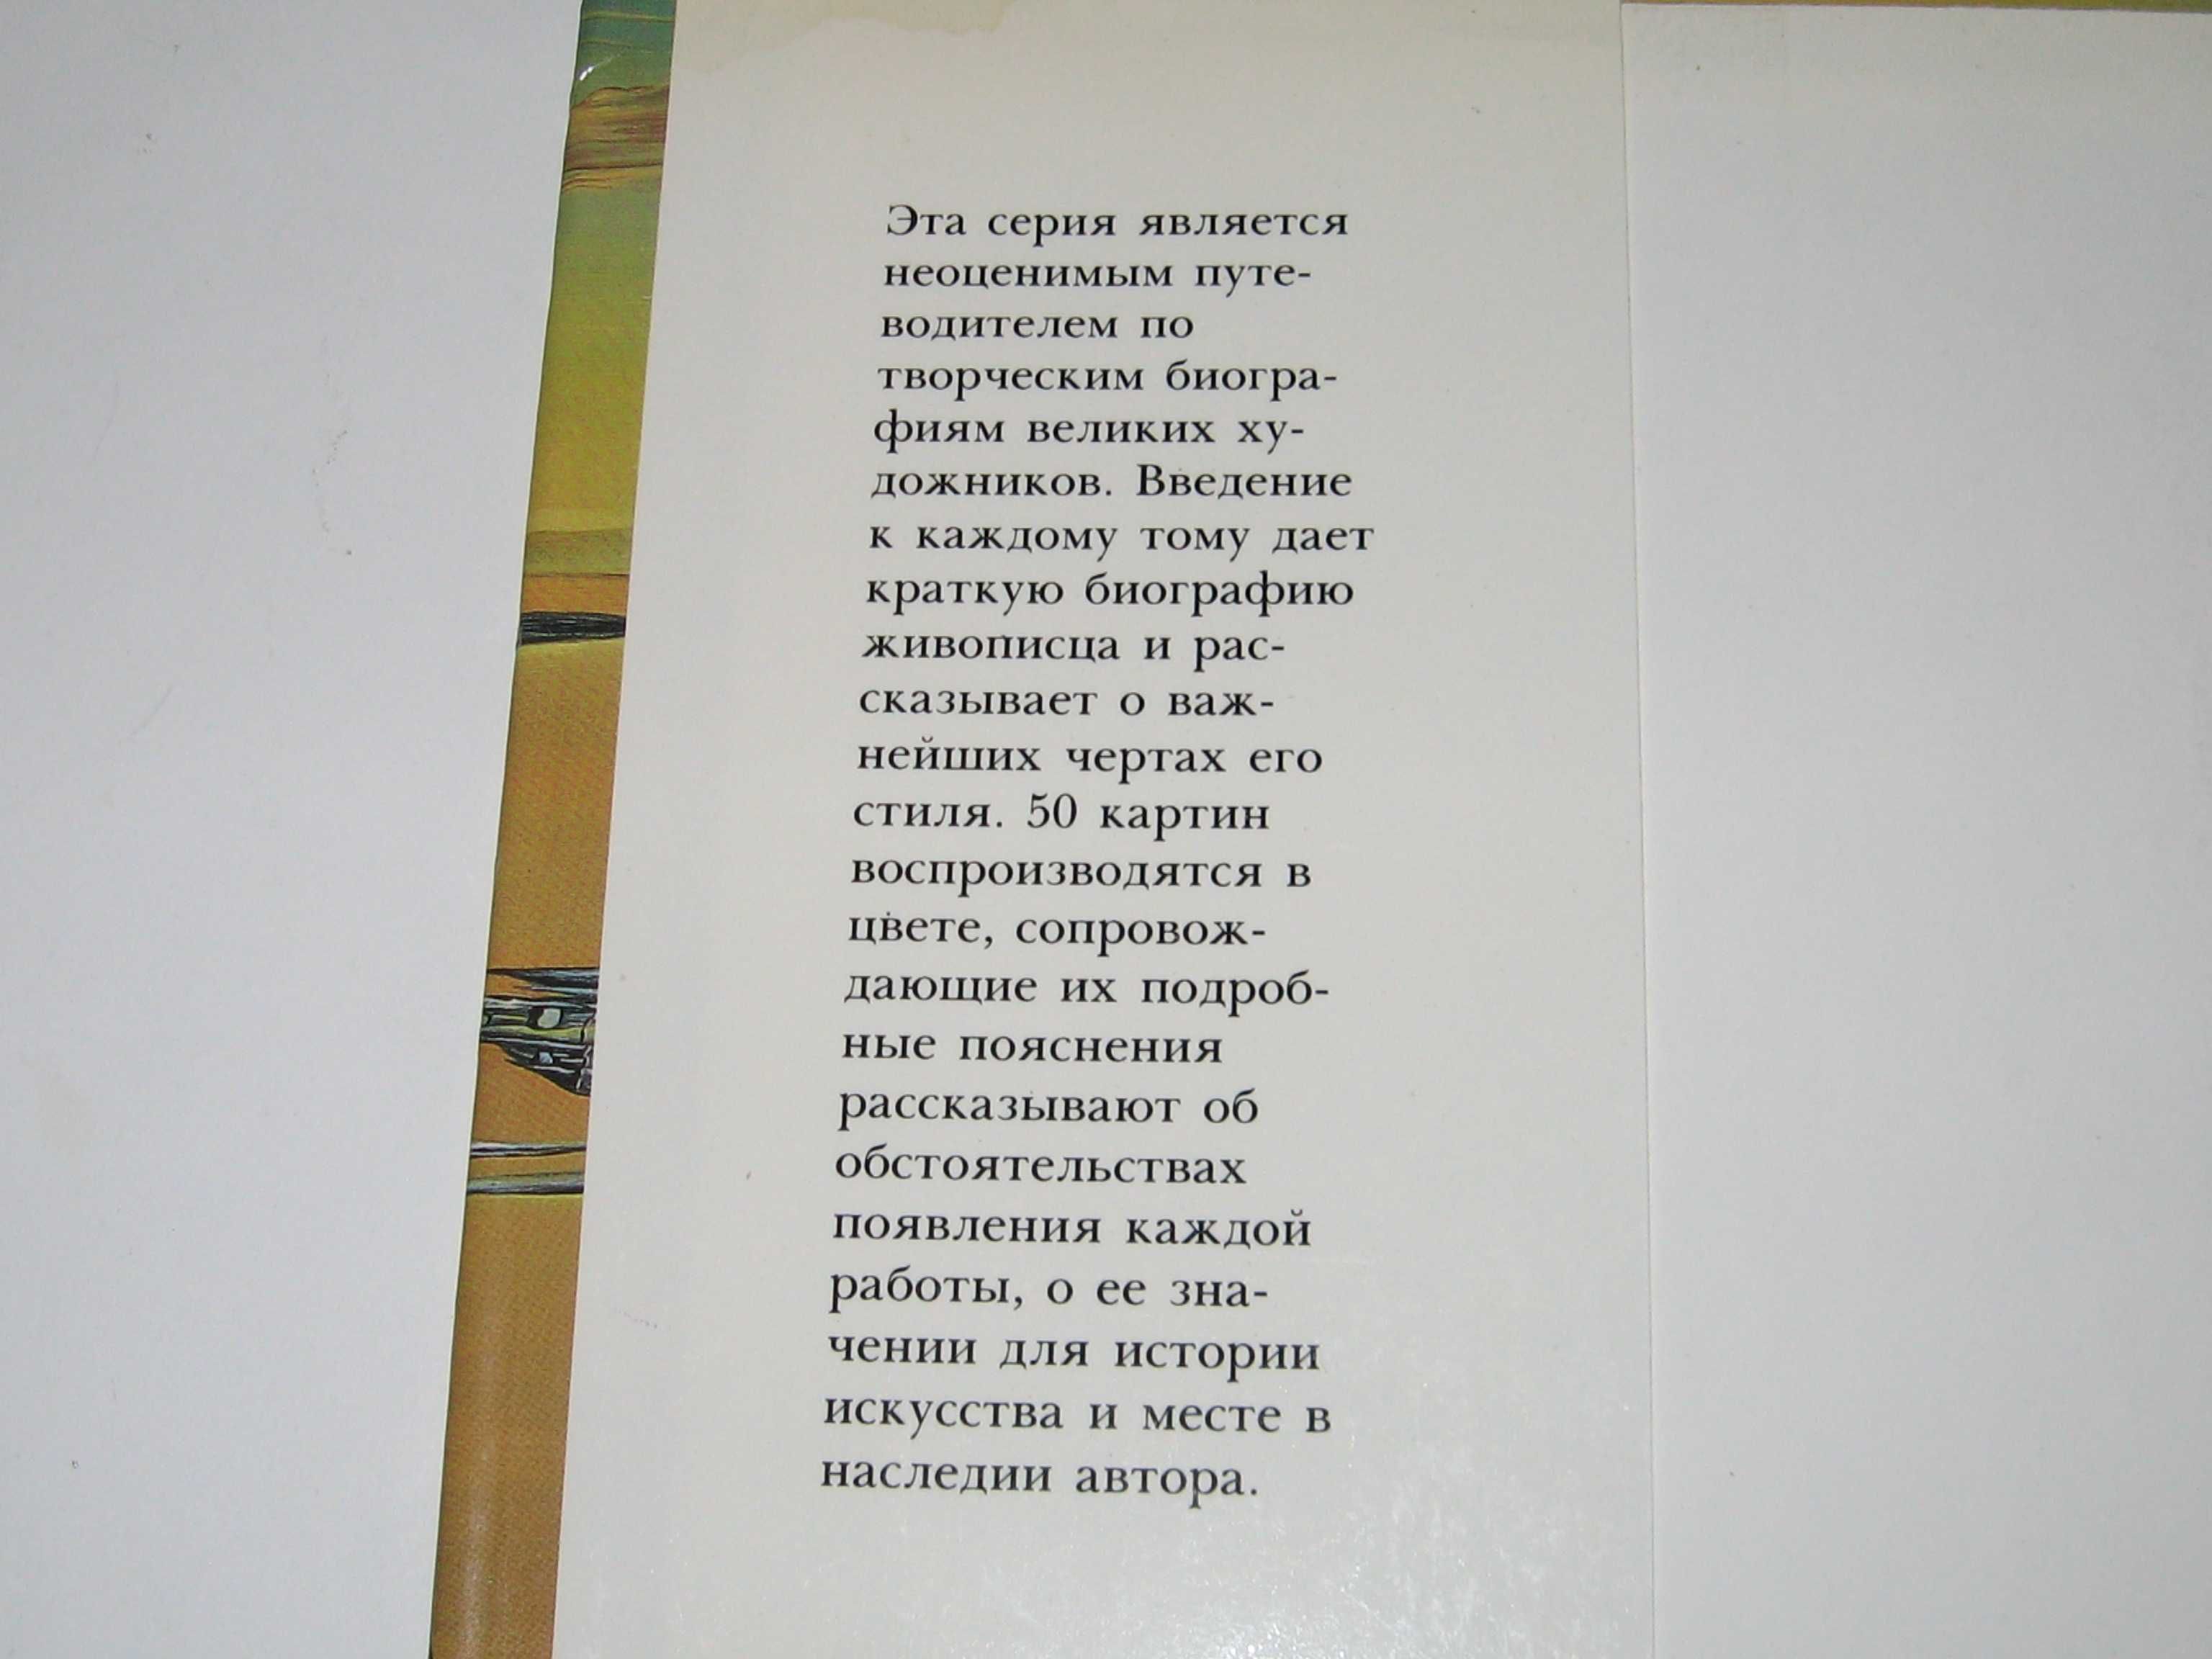 Эта серия является
неоценимым путе-
водителем по
творческим биогра-
фиям великих ху-
дожников. Введение
к каждому тому дает
краткую биографию
живописца и рас-
сказывает о важ-
нейших чертах его
стиля. 50 картин
воспроизводятся в
цвете, сопровож-
дающие их подроб-
ные пояснения
рассказывают об
обстоятельствах
появления каждой
работы, о ее зна-
чении для истории
искусства и месте в
наследии автора.